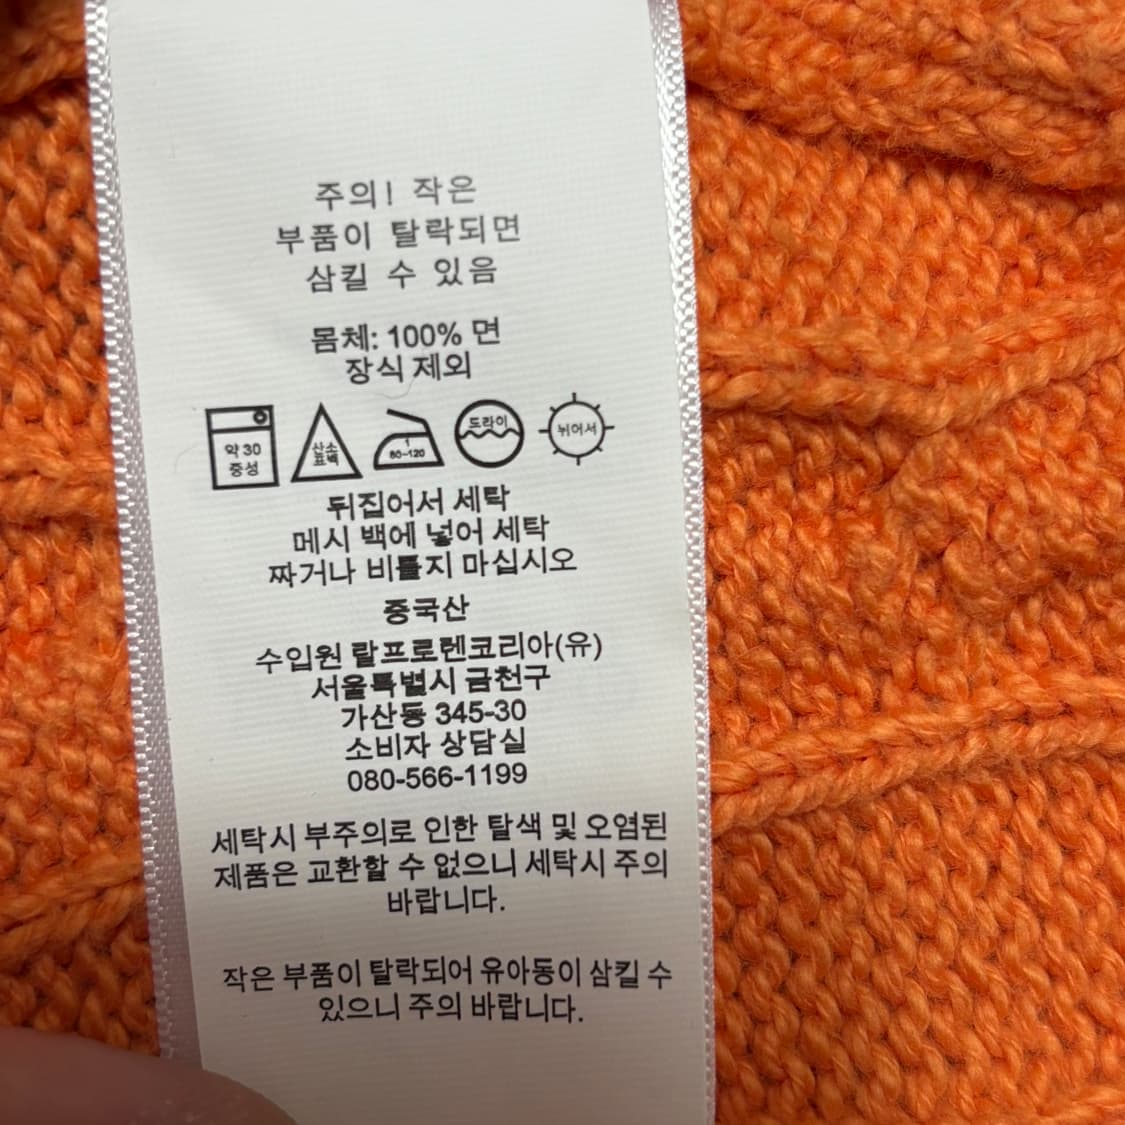 주의! 작은
부품이 탈락되면
삼킬 수 있음
몸체: 100% 면
장식 제외
약 30
중성
산소
표백
1
80~120
드라이
뉘어서
뒤집어서 세탁
메시 백에 넣어 세탁
짜거나 비틀지 마십시오
중국산
수입원 랄프로렌코리아(유)
서울특별시 금천구
가산동 345-30
소비자 상담실
080-566-1199
세탁시 부주의로 인한 탈색 및 오염된
제품은 교환할 수 없으니 세탁시 주의
바랍니다.
작은 부품이 탈락되어 유아동이 삼킬 수
있으니 주의 바랍니다.